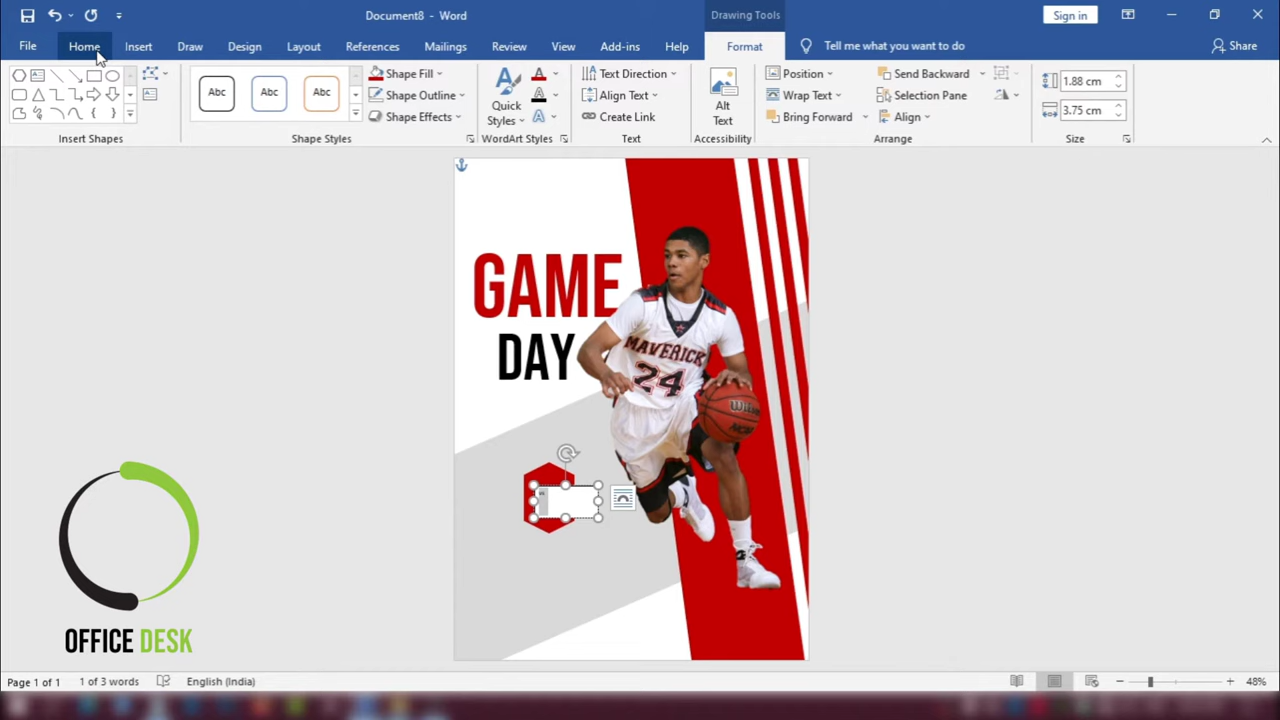 Document8 - Word
Drawing Tools
Sign in
File
Home
Insert
Draw
Design
Layout
References
Mailings
Review
View
Add-ins
Help
Format
Tell me what you want to do
Share
Abc
Abc
Abc
Shape Fill
Shape Outline
Shape Effects
Quick
Styles
A
A
A
Text Direction
Align Text
Create Link
Alt
Text
Position
Wrap Text
Bring Forward
Send Backward
Selection Pane
Align
1.88 cm
3.75 cm
Insert Shapes
Shape Styles
WordArt Styles
Text
Accessibility
Arrange
Size
GAME
DAY
MAVERICK
24
OFFICE DESK
Page 1 of 1
1 of 3 words
English (India)
48%